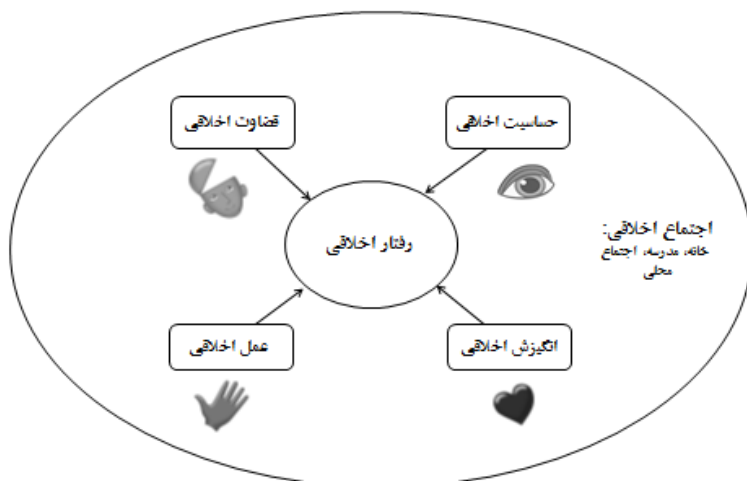 حساسیت اخلاقی
قضاوت اخلاقی
رفتار اخلاقی
اجتماع اخلاقی:
خانه، مدرسه، اجتماع
محلی
انگیزش اخلاقی
عمل اخلاقی